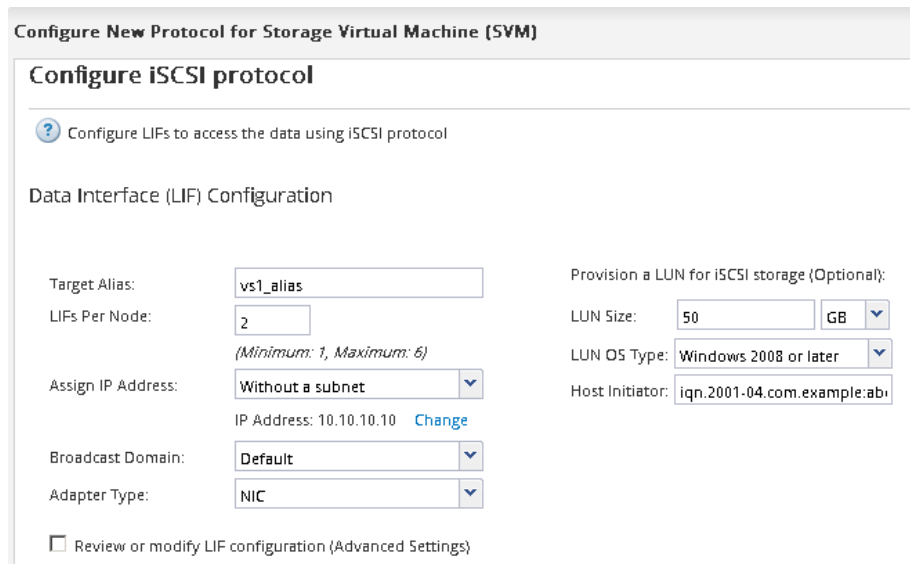 Configure New Protocol for Storage Virtual Machine (SVM)
Configure iSCSI protocol
? Configure LIFs to access the data using iSCSI protocol
Data Interface (LIF) Configuration
Target Alias: vs1_alias
LIFs Per Node: 2
(Minimum: 1, Maximum: 6)
Assign IP Address: Without a subnet
IP Address: 10.10.10.10 Change
Broadcast Domain: Default
Adapter Type: NIC
Review or modify LIF configuration (Advanced Settings)
Provision a LUN for iSCSI storage (Optional):
LUN Size: 50 GB
LUN OS Type: Windows 2008 or later
Host Initiator: iqn.2001-04.com.example:ab